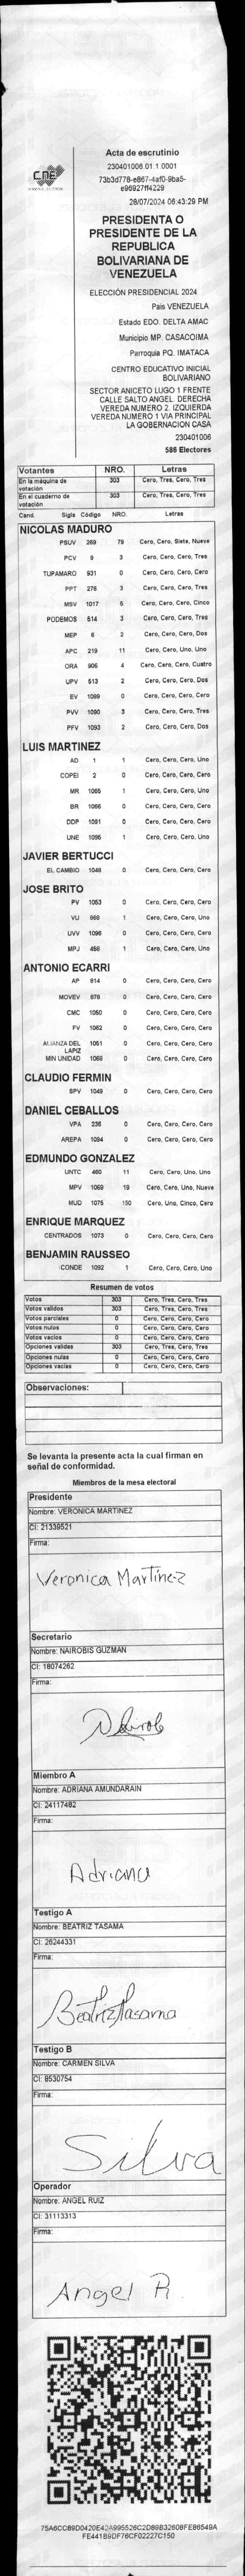 CNE
Acta de escrutinio
230401006.01.1.0001
73b3d778-e867-4af0-9ba5-
e96927ff4229
28/07/2024 06:43:29 PM
PRESIDENTA O
PRESIDENTE DE LA
REPUBLICA
BOLIVARIANA DE
VENEZUELA
ELECCIÓN PRESIDENCIAL 2024
Pais VENEZUELA
Estado EDO. DELTA AMAC
Municipio MP. CASACOIMA
Parroquia PQ. IMATACA
CENTRO EDUCATIVO INICIAL
BOLIVARIANO
SECTOR ANICETO LUGO 1 FRENTE
CALLE SALTO ANGEL. DERECHA
VEREDA NUMERO 2. IZQUIERDA
VEREDA NUMERO 1 VIA PRINCIPAL
LA GOBERNACION CASA
230401006
586 Electores
Votantes NRO. Letras
En la máquina de votación 303 Cero, Tres, Cero, Tres
En el cuaderno de votación 303 Cero, Tres, Cero, Tres
Cand. Sigla Código NRO. Letras
NICOLAS MADURO
PSUV 269 79 Cero, Cero, Siete, Nueve
PCV 9 3 Cero, Cero, Cero, Tres
TUPAMARO 931 0 Cero, Cero, Cero, Cero
PPT 276 3 Cero, Cero, Cero, Tres
MSV 1017 5 Cero, Cero, Cero, Cinco
PODEMOS 514 3 Cero, Cero, Cero, Tres
MEP 6 2 Cero, Cero, Cero, Dos
APC 219 11 Cero, Cero, Uno, Uno
ORA 906 4 Cero, Cero, Cero, Cuatro
UPV 513 2 Cero, Cero, Cero, Dos
EV 1089 0 Cero, Cero, Cero, Cero
PVV 1090 3 Cero, Cero, Cero, Tres
PFV 1093 2 Cero, Cero, Cero, Dos
LUIS MARTINEZ
AD 1 1 Cero, Cero, Cero, Uno
COPEI 2 0 Cero, Cero, Cero, Cero
MR 1065 1 Cero, Cero, Cero, Uno
BR 1066 0 Cero, Cero, Cero, Cero
DDP 1091 0 Cero, Cero, Cero, Cero
UNE 1095 1 Cero, Cero, Cero, Uno
JAVIER BERTUCCI
EL CAMBIO 1048 0 Cero, Cero, Cero, Cero
JOSE BRITO
PV 1053 0 Cero, Cero, Cero, Cero
VU 868 1 Cero, Cero, Cero, Uno
UVV 1096 0 Cero, Cero, Cero, Cero
MPJ 458 1 Cero, Cero, Cero, Uno
ANTONIO ECARRI
AP 814 0 Cero, Cero, Cero, Cero
MOVEV 878 0 Cero, Cero, Cero, Cero
CMC 1050 0 Cero, Cero, Cero, Cero
FV 1062 0 Cero, Cero, Cero, Cero
ALIANZA DEL LAPIZ 1051 0 Cero, Cero, Cero, Cero
MIN UNIDAD 1068 0 Cero, Cero, Cero, Cero
CLAUDIO FERMIN
SPV 1049 0 Cero, Cero, Cero, Cero
DANIEL CEBALLOS
VPA 236 0 Cero, Cero, Cero, Cero
AREPA 1094 0 Cero, Cero, Cero, Cero
EDMUNDO GONZALEZ
UNTC 460 11 Cero, Cero, Uno, Uno
MPV 1069 19 Cero, Cero, Uno, Nueve
MUD 1075 150 Cero, Uno, Cinco, Cero
ENRIQUE MARQUEZ
CENTRADOS 1073 0 Cero, Cero, Cero, Cero
BENJAMIN RAUSSEO
CONDE 1092 1 Cero, Cero, Cero, Uno
Resumen de votos
Votos 303 Cero, Tres, Cero, Tres
Votos validos 303 Cero, Tres, Cero, Tres
Votos parciales 0 Cero, Cero, Cero, Cero
Votos nulos 0 Cero, Cero, Cero, Cero
Votos vacios 0 Cero, Cero, Cero, Cero
Opciones validas 303 Cero, Tres, Cero, Tres
Opciones nulas 0 Cero, Cero, Cero, Cero
Opciones vacias 0 Cero, Cero, Cero, Cero
Observaciones:
Se levanta la presente acta la cual firman en
señal de conformidad.
Miembros de la mesa electoral
Presidente
Nombre: VERONICA MARTINEZ
CI: 21339521
Firma:
Veronica Martínez
Secretario
Nombre: NAIROBIS GUZMAN
CI: 18074262
Firma:
Miembro A
Nombre: ADRIANA AMUNDARAIN
CI: 24117482
Firma:
Adriana
Testigo A
Nombre: BEATRIZ TASAMA
CI: 26244331
Firma:
Beatriz Tasama
Testigo B
Nombre: CARMEN SILVA
CI: 8530754
Firma:
Silva
Operador
Nombre: ANGEL RUIZ
CI: 31113313
Firma:
Angel R.
75A6CC89D0420E42A995526C2D89B32608FE86549A
FE441B9DF76CF02227C150